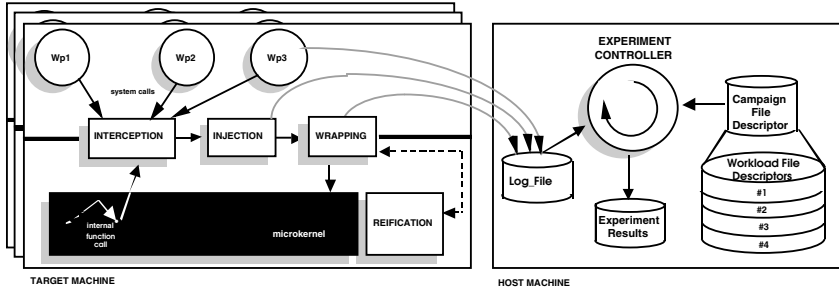 Wp1
Wp2
Wp3
system calls
INTERCEPTION
INJECTION
WRAPPING
internal
function
call
microkernel
REIFICATION
TARGET MACHINE
EXPERIMENT
CONTROLLER
Log_File
Experiment
Results
Campaign
File
Descriptor
Workload File
Descriptors
#1
#2
#3
#4
HOST MACHINE